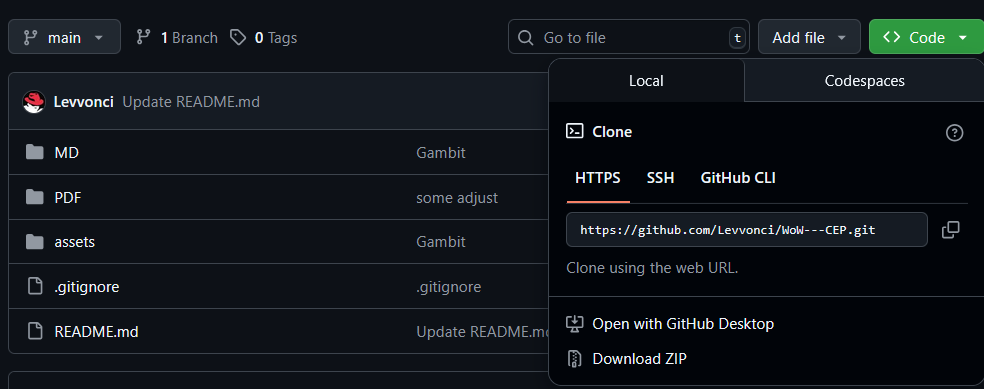 main
1 Branch
0 Tags
Go to file
t
Add file
Code
Levvonci Update README.md
MD Gambit
PDF some adjust
assets Gambit
.gitignore .gitignore
README.md Update README.md
Local Codespaces
Clone
HTTPS SSH GitHub CLI
https://github.com/Levvonci/WoW---CEP.git
Clone using the web URL.
Open with GitHub Desktop
Download ZIP